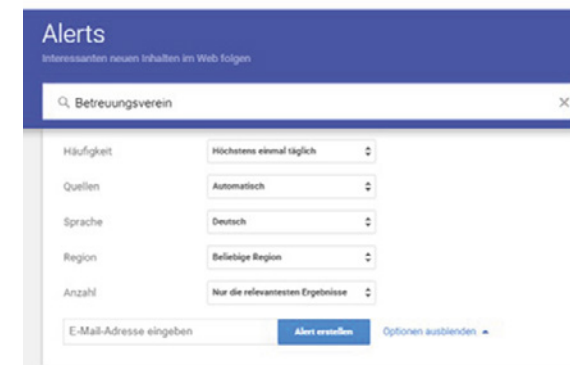 Alerts
Interessanten neuen Inhalten im Web folgen
Betreuungsverein
Häufigkeit Höchstens einmal täglich
Quellen Automatisch
Sprache Deutsch
Region Beliebige Region
Anzahl Nur die relevantesten Ergebnisse
E-Mail-Adresse eingeben Alert erstellen Optionen ausblenden